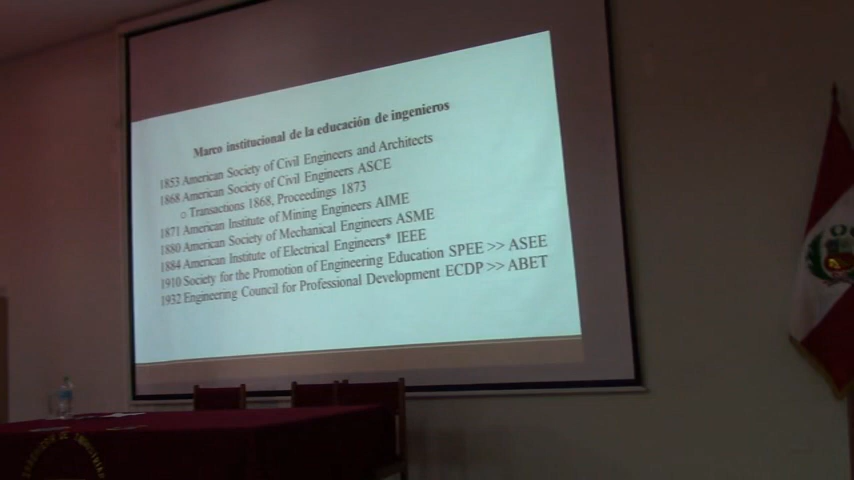 Marco institucional de la educación de ingenieros
1853 American Society of Civil Engineers and Architects
1868 American Society of Civil Engineers ASCE
o Transactions 1868, Proceedings 1873
1871 American Institute of Mining Engineers AIME
1880 American Society of Mechanical Engineers ASME
1884 American Institute of Electrical Engineers* IEEE
1910 Society for the Promotion of Engineering Education SPEE >> ASEE
1932 Engineering Council for Professional Development ECDP >> ABET